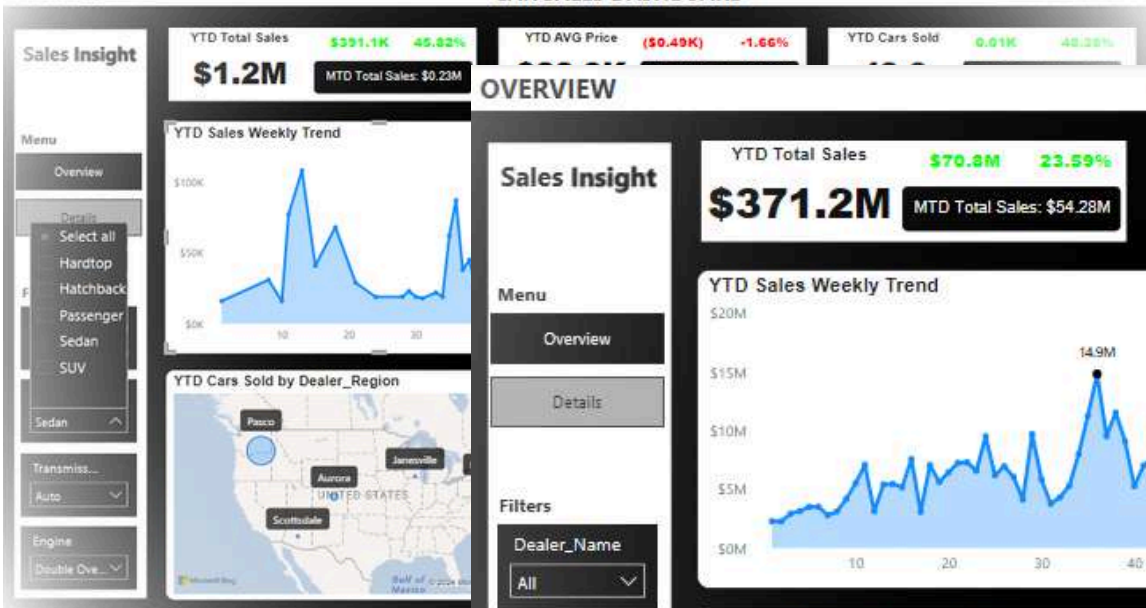 Sales Insight
Menu
Overview
Details
Select all
Hardtop
Hatchback
Passenger
Sedan
SUV
Sedan
Transmiss...
Auto
Engine
Double Ove...
YTD Total Sales
$391.1K 45.82%
$1.2M
MTD Total Sales: $0.23M
YTD AVG Price
($0.49K) -1.66%
YTD Cars Sold
0.01K
YTD Sales Weekly Trend
$100K
$50K
$0K
10 20 30
YTD Cars Sold by Dealer_Region
Pasco
Janesville
Aurora
UNITED STATES
Scottsdale
Microsoft Bing
Gulf of
Mexico
OVERVIEW
Sales Insight
Menu
Overview
Details
Filters
Dealer_Name
All
YTD Total Sales
$70.8M 23.59%
$371.2M
MTD Total Sales: $54.28M
YTD Sales Weekly Trend
$20M
$15M
$10M
$5M
$0M
14.9M
10 20 30 40